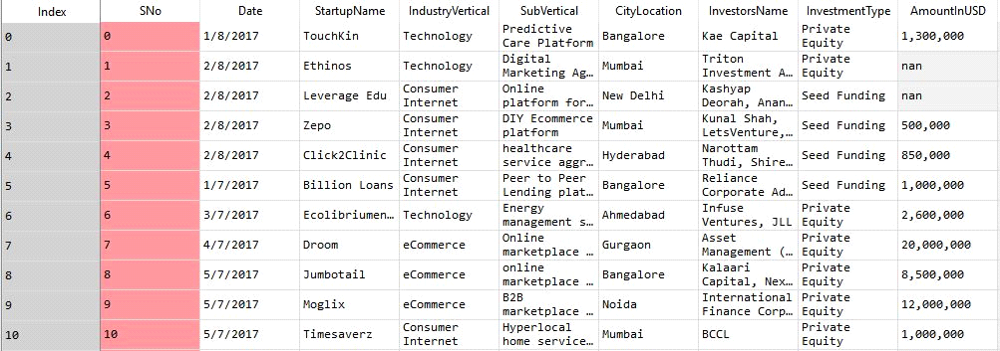 Index SNo Date StartupName IndustryVertical SubVertical CityLocation InvestorsName InvestmentType AmountInUSD
0 0 1/8/2017 TouchKin Technology Predictive Care Platform Bangalore Kae Capital Private Equity 1,300,000
1 1 2/8/2017 Ethinos Technology Digital Marketing Ag… Mumbai Triton Investment A… Private Equity nan
2 2 2/8/2017 Leverage Edu Consumer Internet Online platform for… New Delhi Kashyap Deorah, Anan… Seed Funding nan
3 3 2/8/2017 Zepo Consumer Internet DIY Ecommerce platform Mumbai Kunal Shah, LetsVenture,… Seed Funding 500,000
4 4 2/8/2017 Click2Clinic Consumer Internet healthcare service aggr… Hyderabad Narottam Thudi, Shire… Seed Funding 850,000
5 5 1/7/2017 Billion Loans Consumer Internet Peer to Peer Lending plat… Bangalore Reliance Corporate Ad… Seed Funding 1,000,000
6 6 3/7/2017 Ecolibriumen… Technology Energy management s… Ahmedabad Infuse Ventures, JLL Private Equity 2,600,000
7 7 4/7/2017 Droom eCommerce Online marketplace … Gurgaon Asset Management (… Private Equity 20,000,000
8 8 5/7/2017 Jumbotail eCommerce online marketplace … Bangalore Kalaari Capital, Nex… Private Equity 8,500,000
9 9 5/7/2017 Moglix eCommerce B2B marketplace … Noida International Finance Corp… Private Equity 12,000,000
10 10 5/7/2017 Timesaverz Consumer Internet Hyperlocal home service… Mumbai BCCL Private Equity 1,000,000